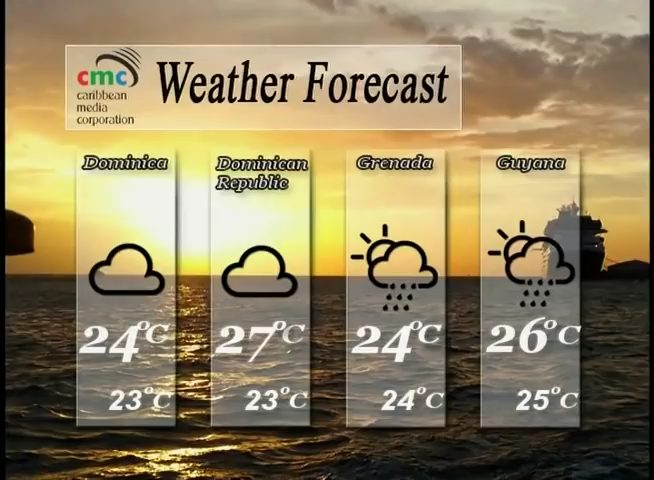 cmc
caribbean
media
corporation
Weather Forecast
Dominica
Dominican
Republic
Grenada
Guyana
24°C
27°C
24°C
26°C
23°C
23°C
24°C
25°C